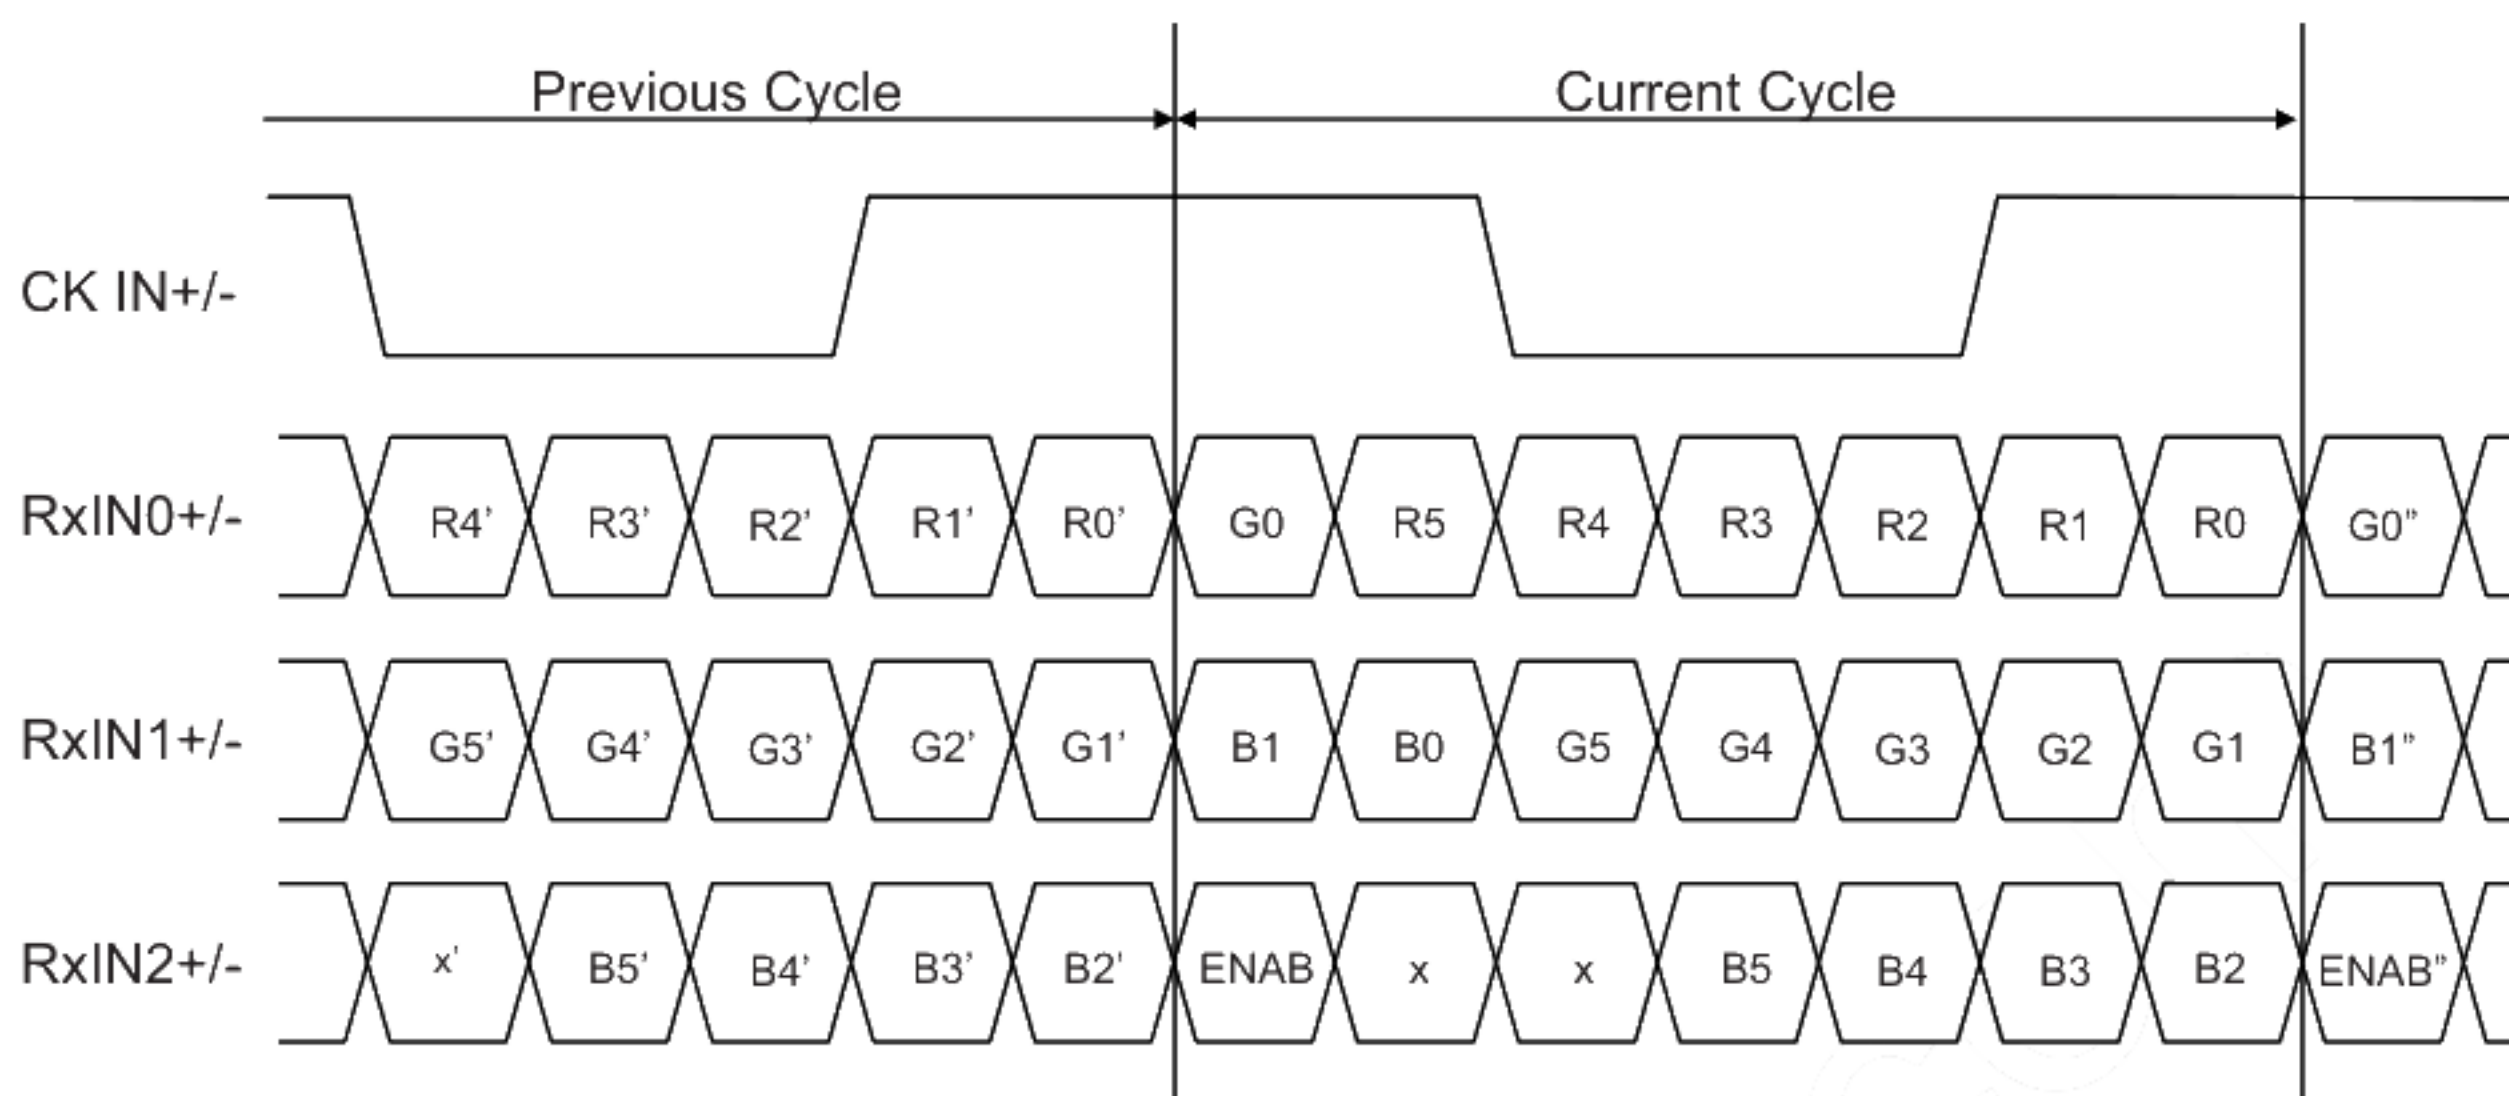 Previous Cycle Current Cycle
CK IN+/-
RxIN0+/- R4’ R3’ R2’ R1’ R0’ G0 R5 R4 R3 R2 R1 R0 G0”
RxIN1+/- G5’ G4’ G3’ G2’ G1’ B1 B0 G5 G4 G3 G2 G1 B1”
RxIN2+/- x' B5’ B4’ B3’ B2' ENAB x x B5 B4 B3 B2 ENAB”